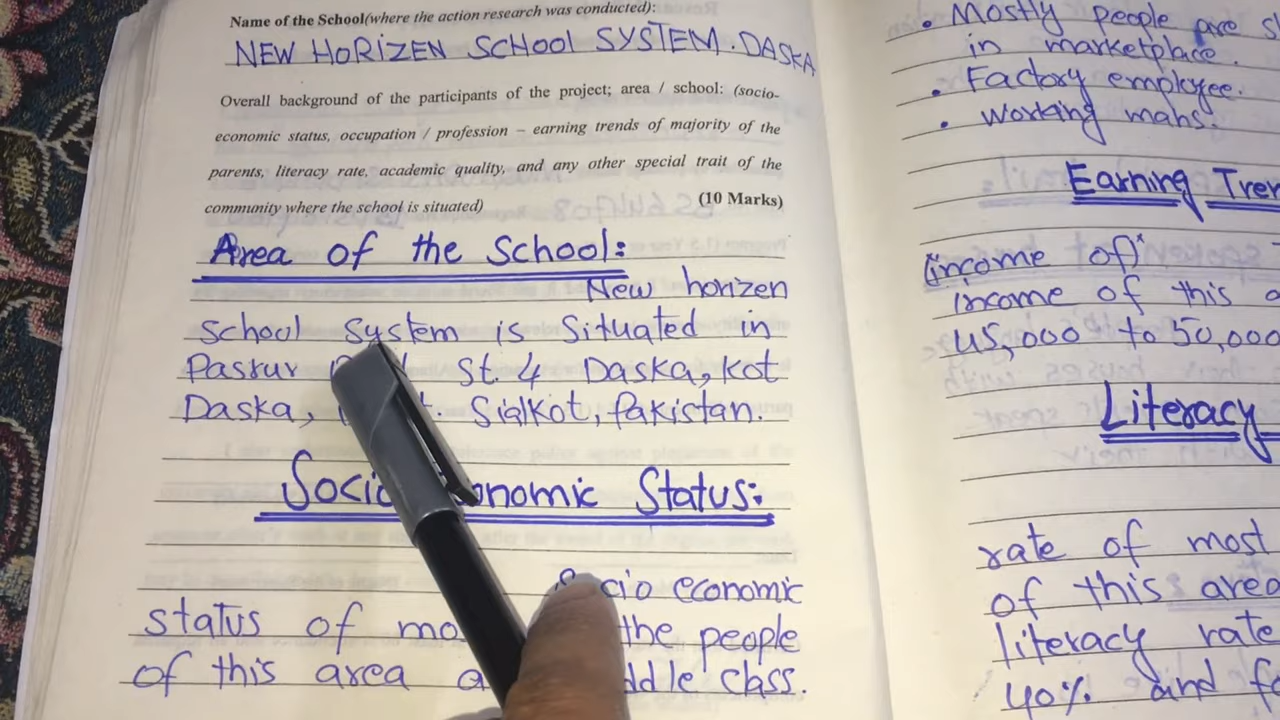 Name of the School(where the action research was conducted):
NEW HORIZEN SCHOOL SYSTEM. DASKA
Overall background of the participants of the project; area / school: (socio-
economic status, occupation / profession – earning trends of majority of the
parents, literacy rate, academic quality, and any other special trait of the
community where the school is situated)
(10 Marks)
Area of the School:
New horizen
School System is Situated in
Pasrur St. 4 Daska, Kot
Daska, Sialkot, Pakistan.
Economic Status:
Socio economic
status of the people
of this area class.
• Mostly people are
in marketplace.
• Factory employee.
• working mans.
Earning
(income of)
income of this
45,000 to 50,000
Literacy
rate of most
of this area
literacy rate
40% and